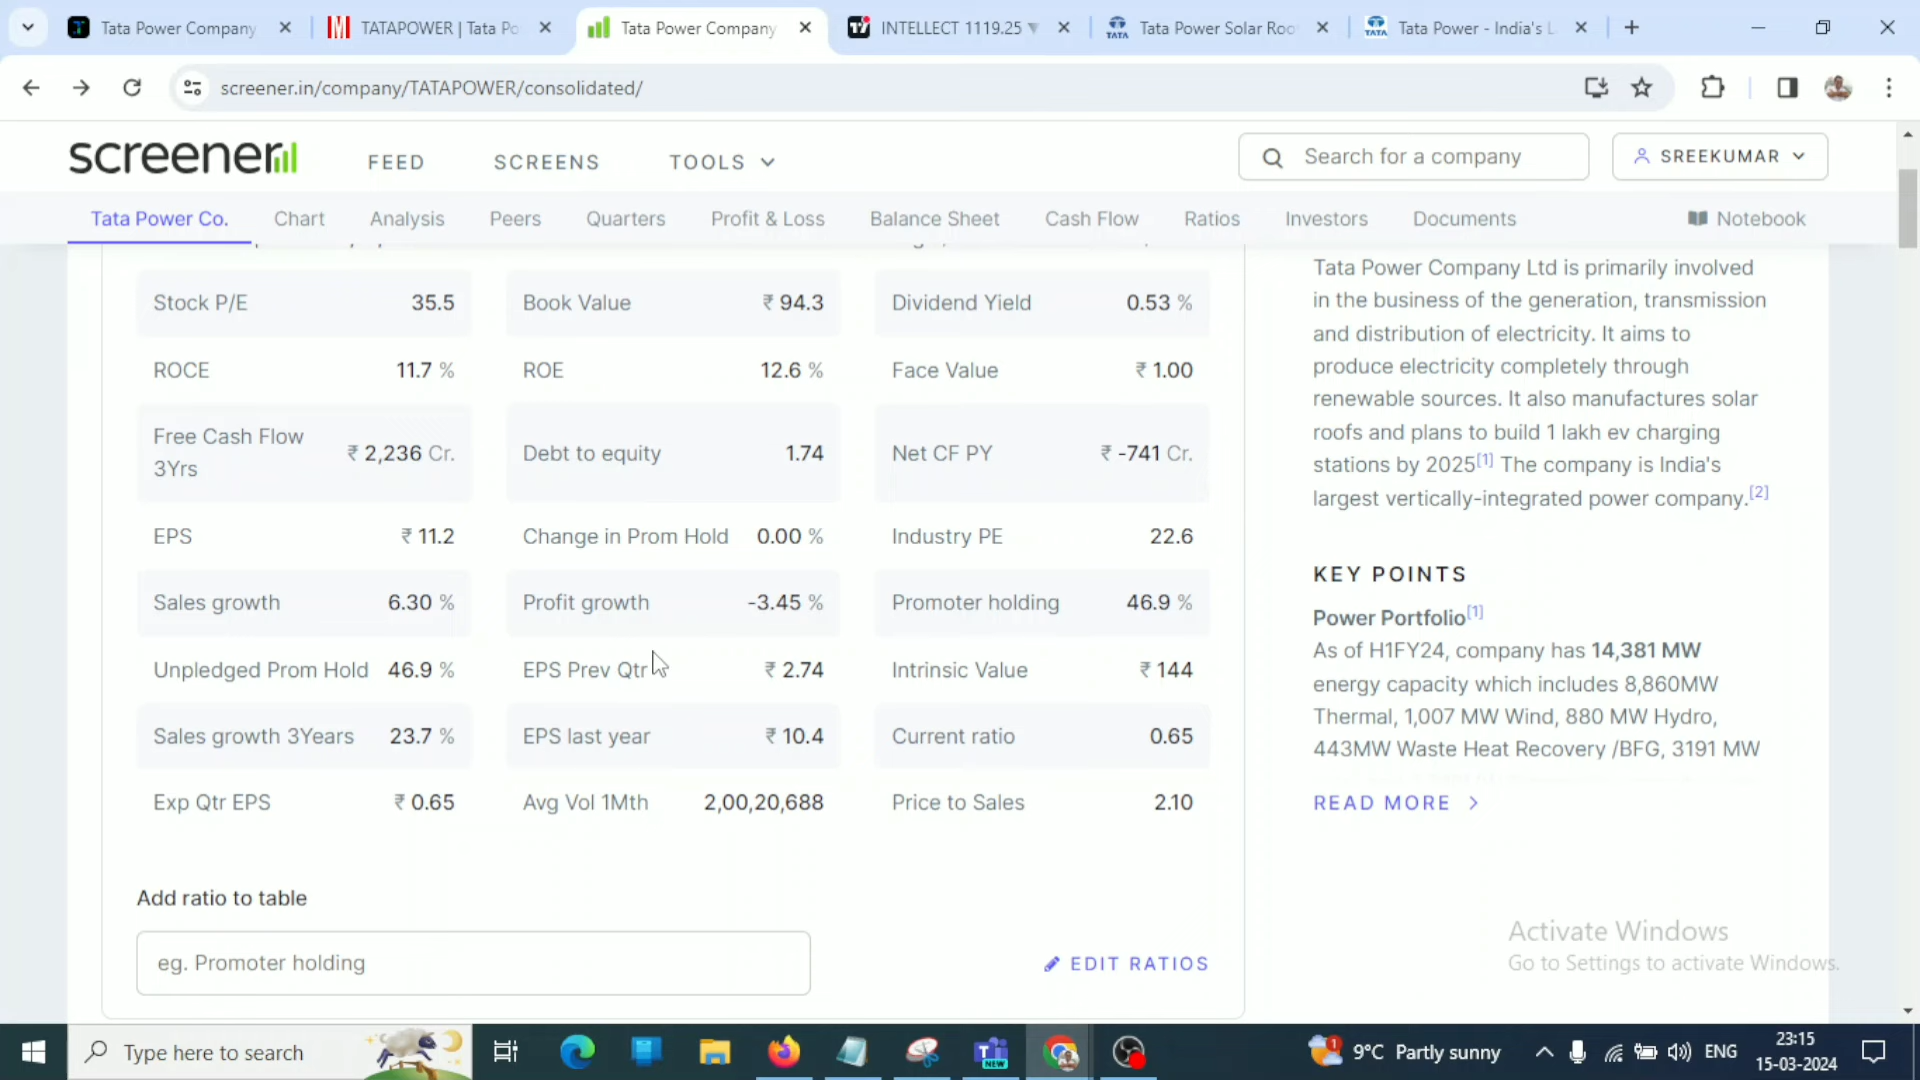 Tata Power Company
TATAPOWER | Tata Po
Tata Power Company
INTELLECT 1119.25 ▼
Tata Power Solar Roo
Tata Power - India's L
screener.in/company/TATAPOWER/consolidated/
screener
FEED
SCREENS
TOOLS
Search for a company
SREEKUMAR
Tata Power Co.
Chart
Analysis
Peers
Quarters
Profit & Loss
Balance Sheet
Cash Flow
Ratios
Investors
Documents
Notebook
Stock P/E 35.5
Book Value ₹ 94.3
Dividend Yield 0.53 %
ROCE 11.7 %
ROE 12.6 %
Face Value ₹ 1.00
Free Cash Flow
3Yrs
₹ 2,236 Cr.
Debt to equity 1.74
Net CF PY ₹ -741 Cr.
EPS ₹ 11.2
Change in Prom Hold 0.00 %
Industry PE 22.6
Sales growth 6.30 %
Profit growth -3.45 %
Promoter holding 46.9 %
Unpledged Prom Hold 46.9 %
EPS Prev Qtr ₹ 2.74
Intrinsic Value ₹ 144
Sales growth 3Years 23.7 %
EPS last year ₹ 10.4
Current ratio 0.65
Exp Qtr EPS ₹ 0.65
Avg Vol 1Mth 2,00,20,688
Price to Sales 2.10
Add ratio to table
eg. Promoter holding
EDIT RATIOS
Tata Power Company Ltd is primarily involved
in the business of the generation, transmission
and distribution of electricity. It aims to
produce electricity completely through
renewable sources. It also manufactures solar
roofs and plans to build 1 lakh ev charging
stations by 2025[1] The company is India's
largest vertically-integrated power company.[2]
KEY POINTS
Power Portfolio[1]
As of H1FY24, company has 14,381 MW
energy capacity which includes 8,860MW
Thermal, 1,007 MW Wind, 880 MW Hydro,
443MW Waste Heat Recovery /BFG, 3191 MW
READ MORE
Activate Windows
Go to Settings to activate Windows.
Type here to search
NEW
1
9°C Partly sunny
ENG
23:15
15-03-2024